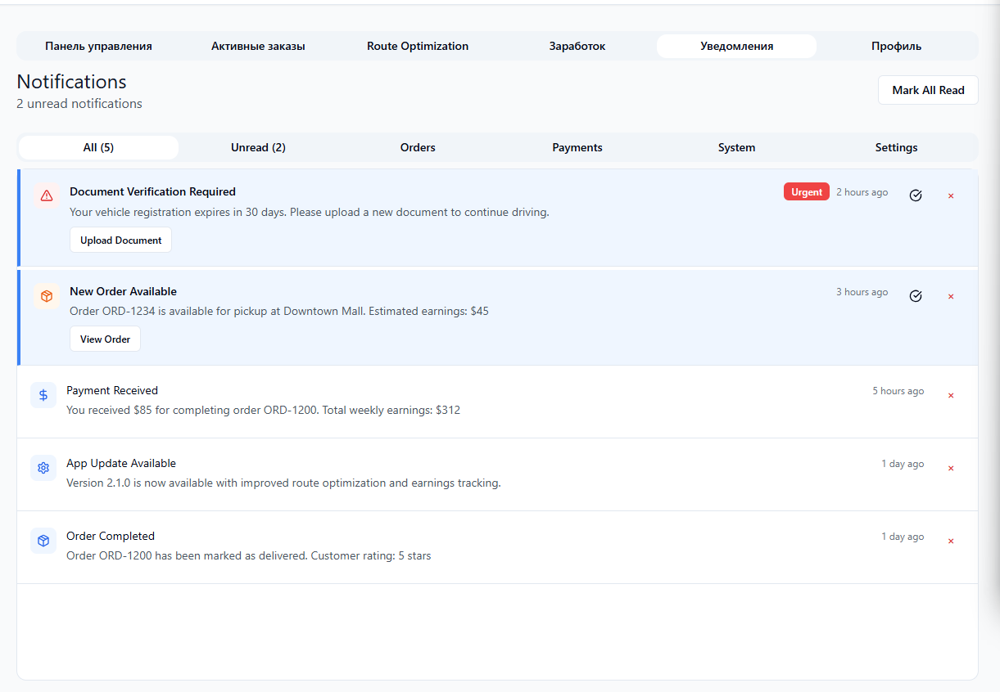 Панель управления
Активные заказы
Route Optimization
Заработок
Уведомления
Профиль
Notifications
2 unread notifications
Mark All Read
All (5)
Unread (2)
Orders
Payments
System
Settings
Document Verification Required
Urgent
2 hours ago
Your vehicle registration expires in 30 days. Please upload a new document to continue driving.
Upload Document
New Order Available
3 hours ago
Order ORD-1234 is available for pickup at Downtown Mall. Estimated earnings: $45
View Order
Payment Received
5 hours ago
You received $85 for completing order ORD-1200. Total weekly earnings: $312
App Update Available
1 day ago
Version 2.1.0 is now available with improved route optimization and earnings tracking.
Order Completed
1 day ago
Order ORD-1200 has been marked as delivered. Customer rating: 5 stars